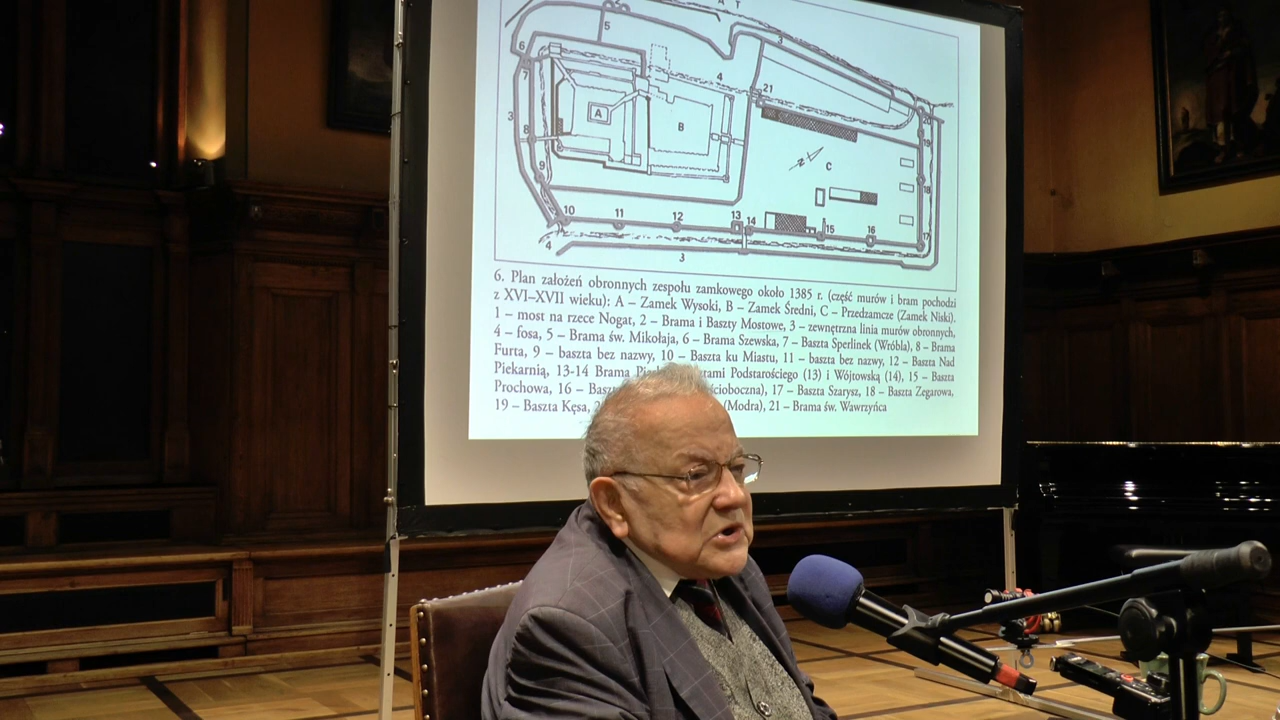 A T
3
5
6
7
4
21
3
A
B
8
C
19
9
18
10
11
12
13
14
15
16
17
4
3
6. Plan założeń obronnych zespołu zamkowego około 1385 r. (część murów i bram pochodzi
z XVI–XVII wieku): A – Zamek Wysoki, B – Zamek Średni, C – Przedzamcze (Zamek Niski).
1 – most na rzece Nogat, 2 – Brama i Baszty Mostowe, 3 – zewnętrzna linia murów obronnych,
4 – fosa, 5 – Brama św. Mikołaja, 6 – Brama Szewska, 7 – Baszta Sperlinek (Wróbla), 8 – Brama
Furta, 9 – baszta bez nazwy, 10 – Baszta ku Miastu, 11 – baszta bez nazwy, 12 – Baszta Nad
Piekarnią, 13-14 Brama Podstarościego (13) i Wójtowską (14), 15 – Baszta
Prochowa, 16 – 17 – Baszta Szarysz, 18 – Baszta Zegarowa,
19 – Baszta Kęsa, (Modra), 21 – Brama św. Wawrzyńca